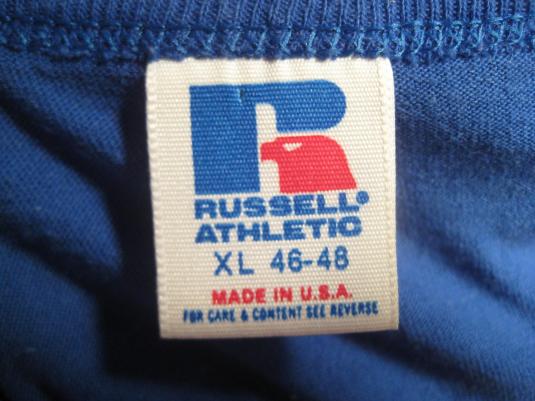 R
RUSSELL®
ATHLETIC
XL 46-48
MADE IN U.S.A.
FOR CARE & CONTENT SEE REVERSE